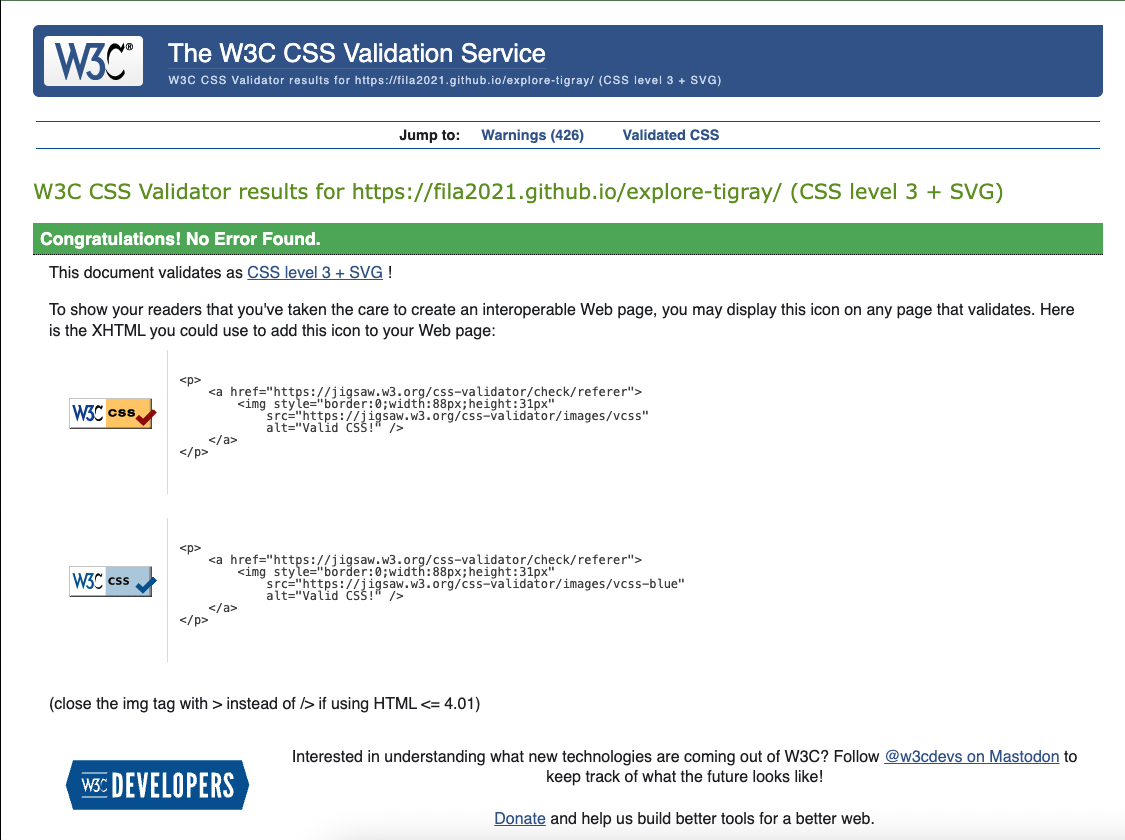 W3C®
The W3C CSS Validation Service
W3C CSS Validator results for https://fila2021.github.io/explore-tigray/ (CSS level 3 + SVG)
Jump to: Warnings (426) Validated CSS
W3C CSS Validator results for https://fila2021.github.io/explore-tigray/ (CSS level 3 + SVG)
Congratulations! No Error Found.
This document validates as CSS level 3 + SVG !
To show your readers that you've taken the care to create an interoperable Web page, you may display this icon on any page that validates. Here
is the XHTML you could use to add this icon to your Web page:
W3C css
<p>
<a href="https://jigsaw.w3.org/css-validator/check/referer">
<img style="border:0;width:88px;height:31px"
src="https://jigsaw.w3.org/css-validator/images/vcss"
alt="Valid CSS!" />
</a>
</p>
W3C css
<p>
<a href="https://jigsaw.w3.org/css-validator/check/referer">
<img style="border:0;width:88px;height:31px"
src="https://jigsaw.w3.org/css-validator/images/vcss-blue"
alt="Valid CSS!" />
</a>
</p>
(close the img tag with > instead of /> if using HTML <= 4.01)
W3C DEVELOPERS
Interested in understanding what new technologies are coming out of W3C? Follow @w3cdevs on Mastodon to
keep track of what the future looks like!
Donate and help us build better tools for a better web.